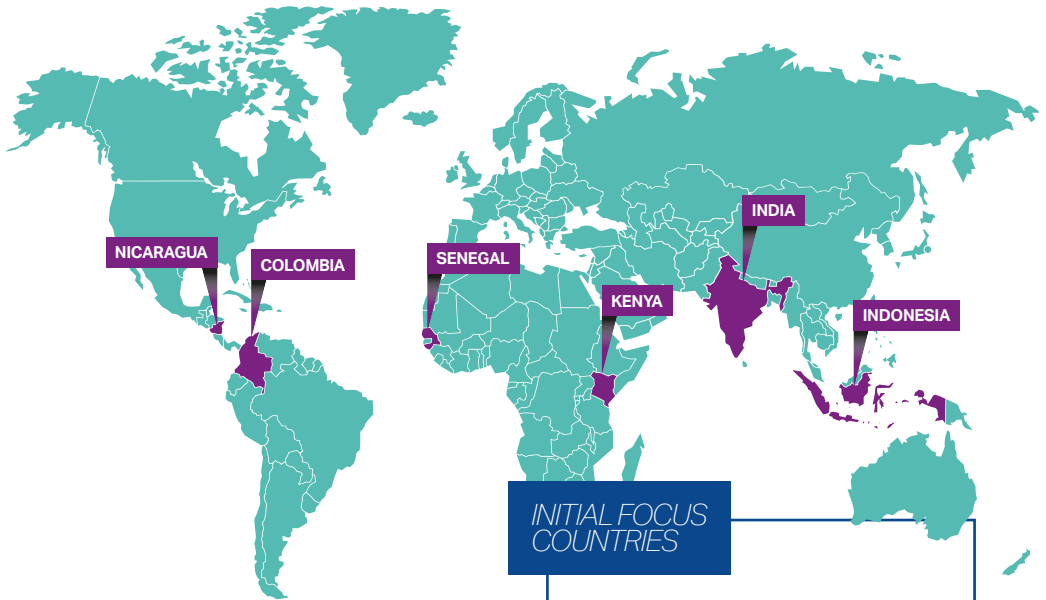 INDIA
NICARAGUA
COLOMBIA
SENEGAL
KENYA
INDONESIA
INITIAL FOCUS
COUNTRIES